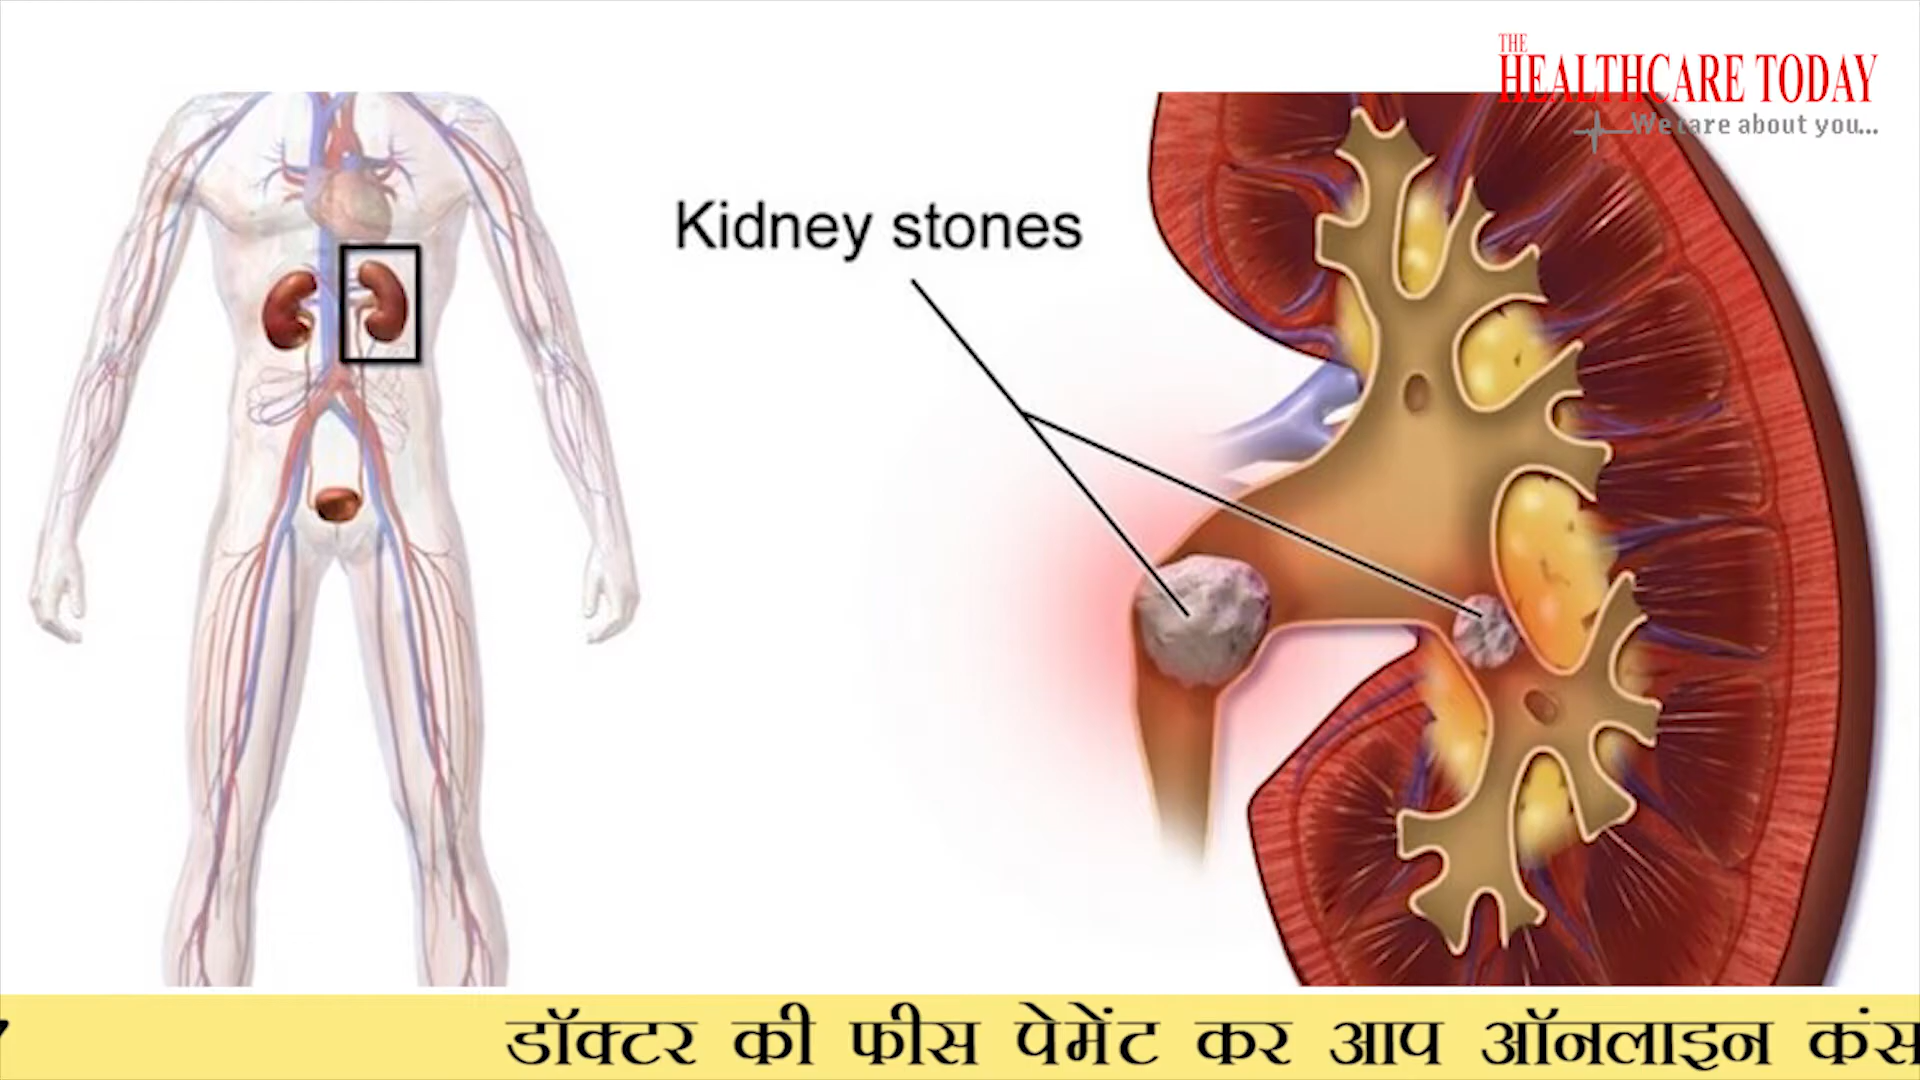 THE
HEALTHCARE TODAY
We care about you...
Kidney stones
डॉक्टर की फीस पेमेंट कर आप ऑनलाइन